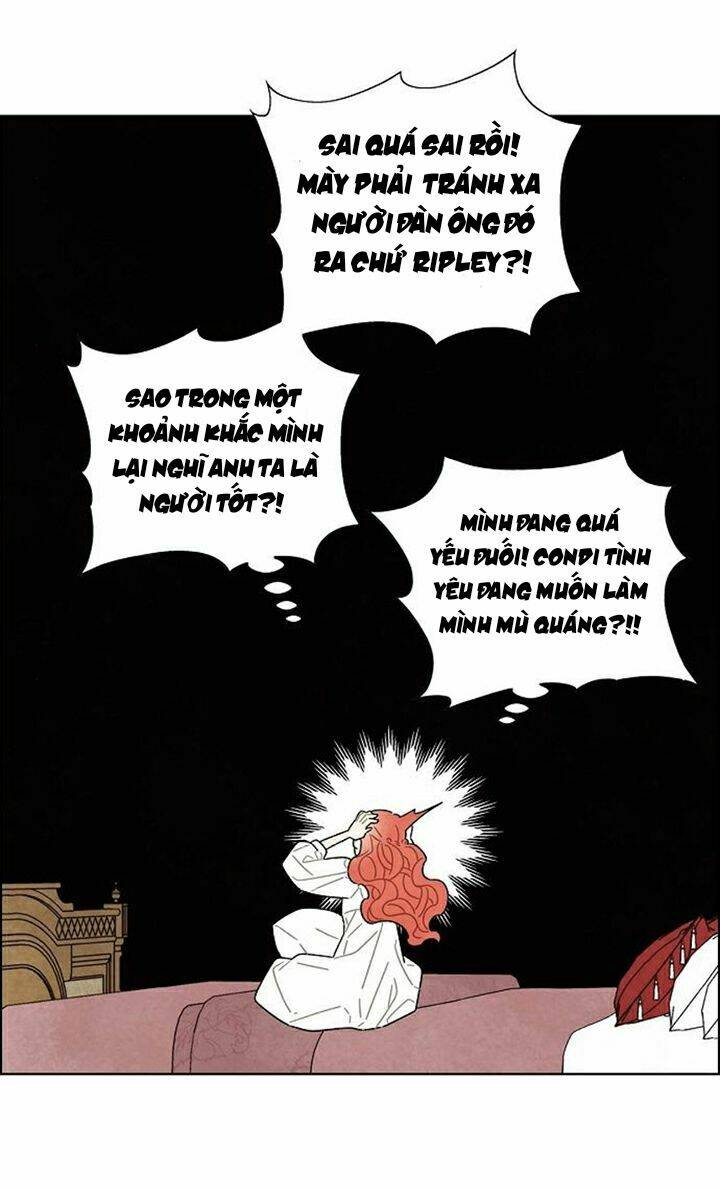 SAI QUÁ SAI RỒI!
MÀY PHẢI TRÁNH XA
NGƯỜI ĐÀN ÔNG ĐÓ
RA CHỨ RIPLEY?!
SAO TRONG MỘT
KHOẢNH KHẮC MÌNH
LẠI NGHĨ ANH TA LÀ
NGƯỜI TỐT?!
MÌNH ĐANG QUÁ
YẾU ĐUỐI! CONDI TÌNH
YÊU ĐANG MUỐN LÀM
MÌNH MÙ QUÁNG?!!